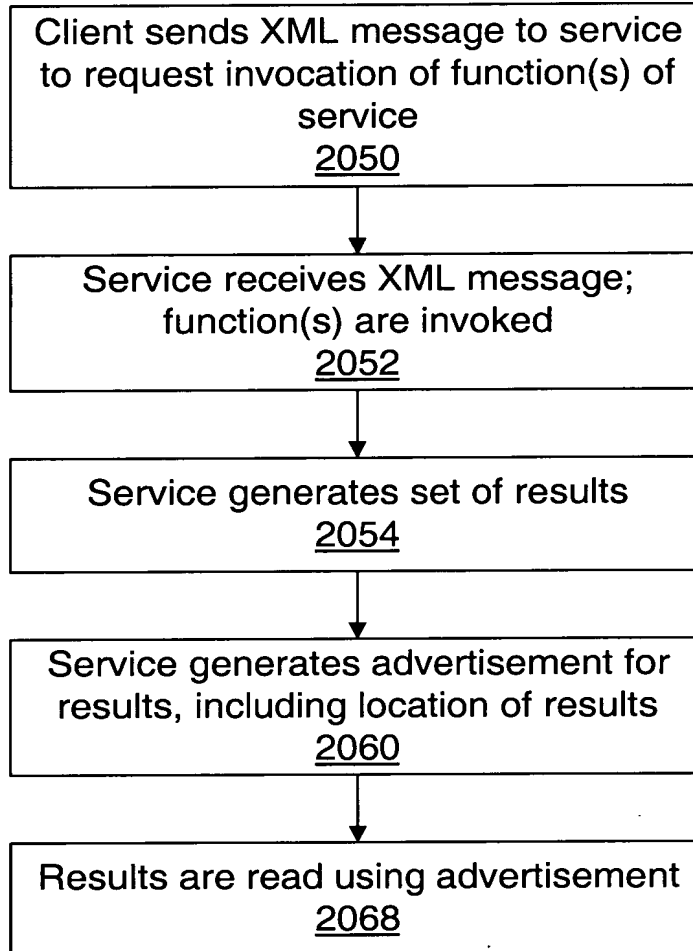 Client sends XML message to service
to request invocation of function(s) of
service
2050
Service receives XML message;
function(s) are invoked
2052
Service generates set of results
2054
Service generates advertisement for
results, including location of results
2060
Results are read using advertisement
2068